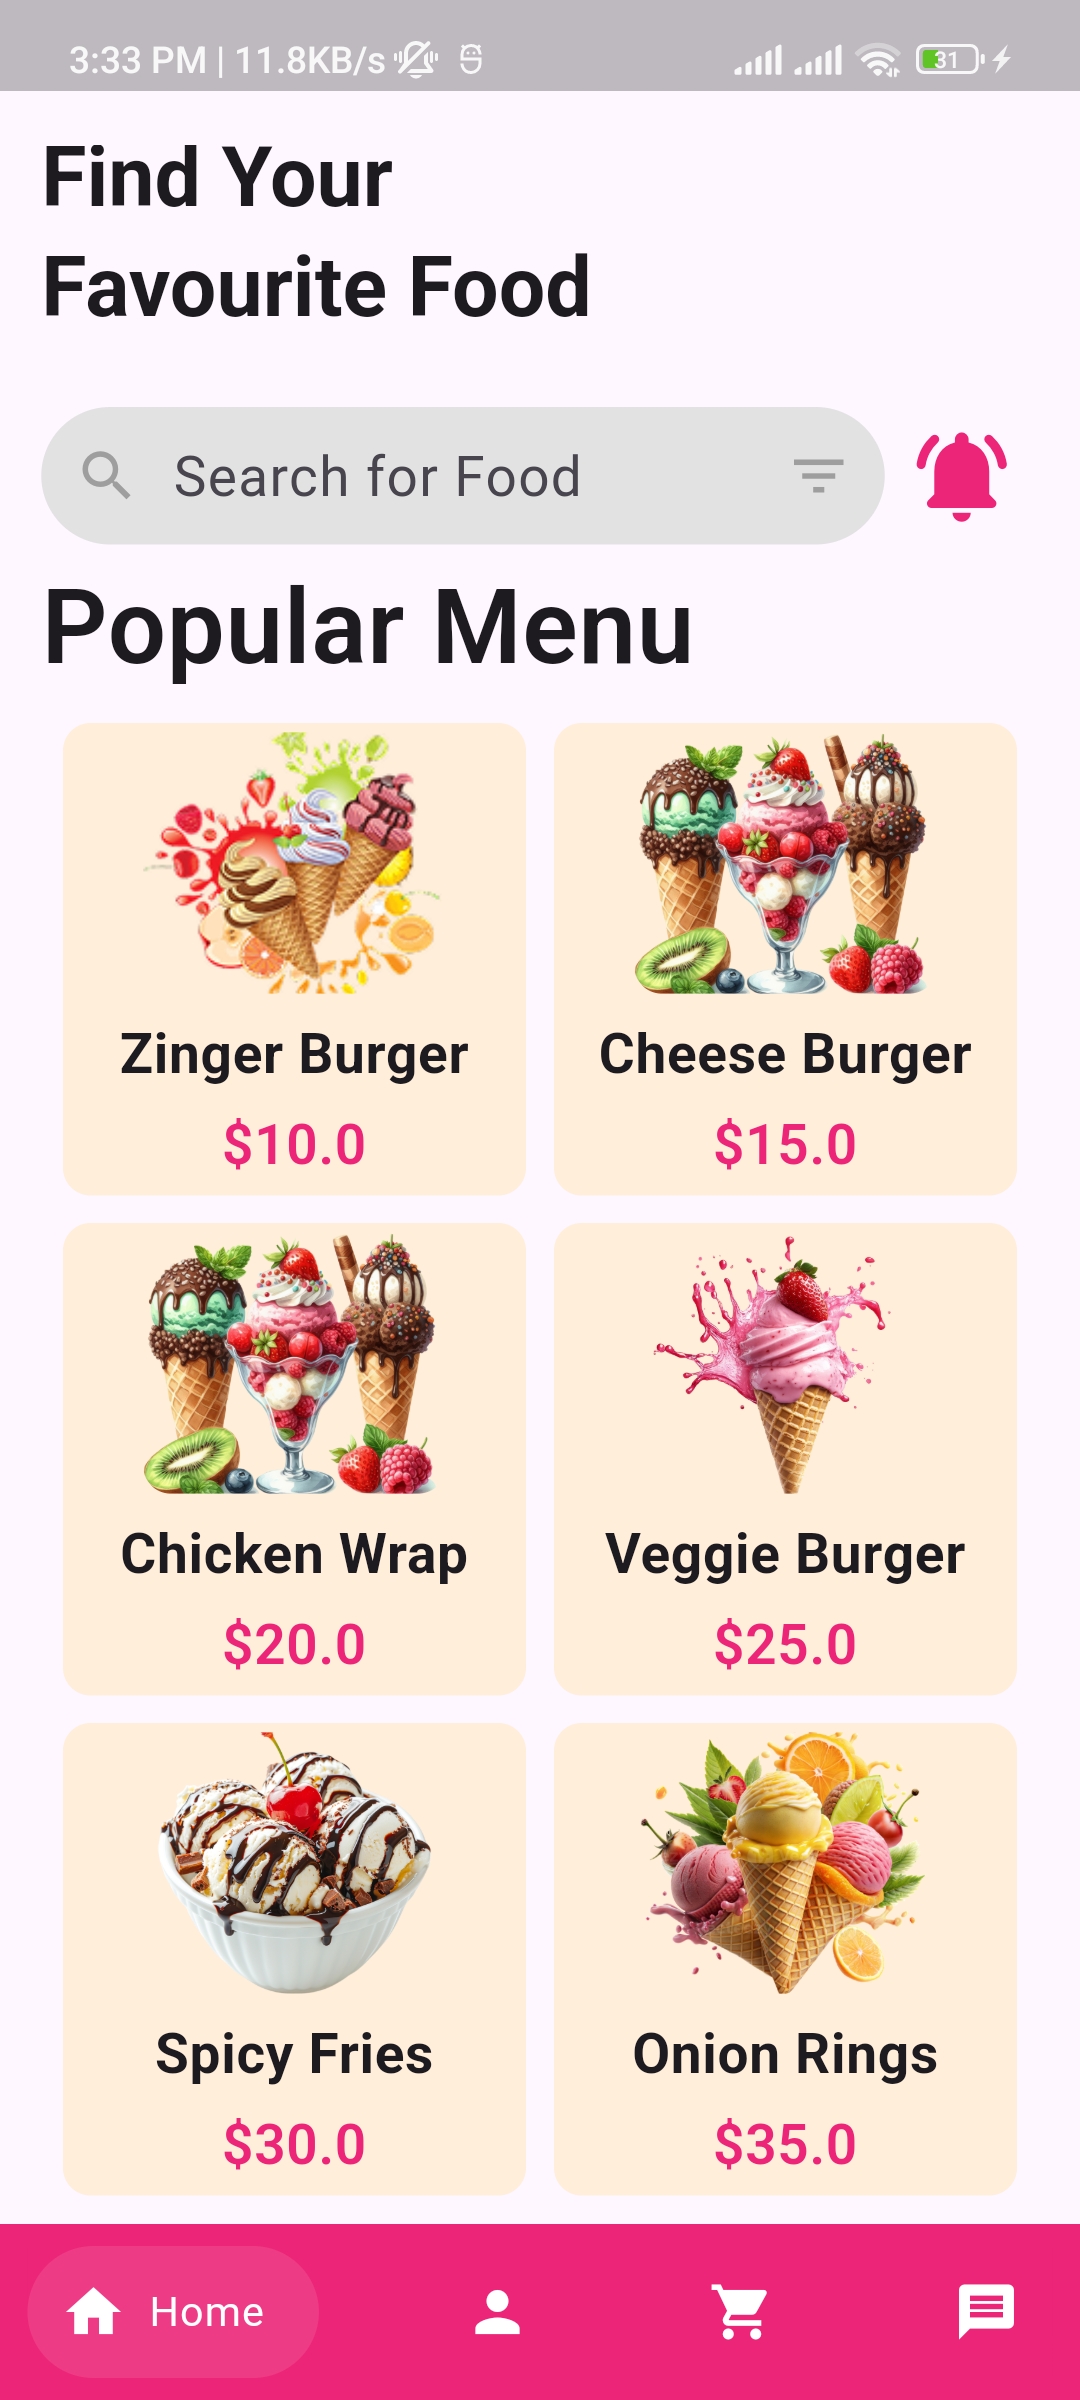 3:33 PM | 11.8KB/s
31
Find Your
Favourite Food
Search for Food
Popular Menu
Zinger Burger
$10.0
Cheese Burger
$15.0
Chicken Wrap
$20.0
Veggie Burger
$25.0
Spicy Fries
$30.0
Onion Rings
$35.0
Home